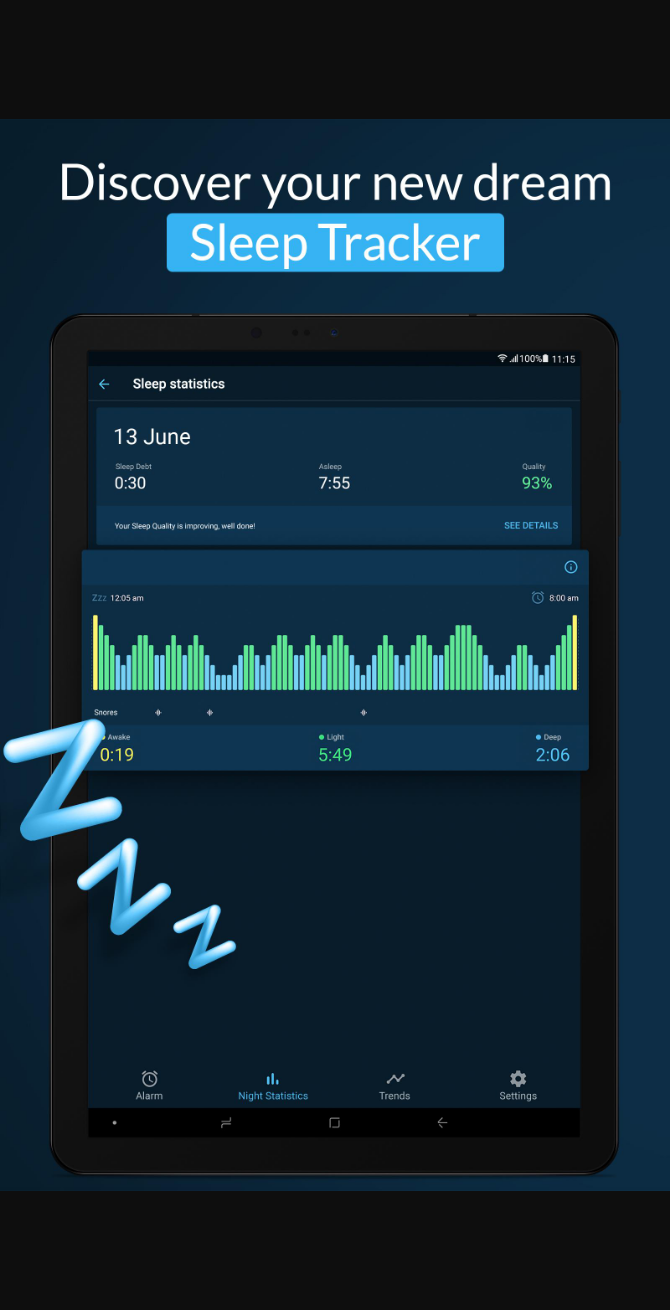 Discover your new dream
Sleep Tracker
100% 11:15
Sleep statistics
13 June
Sleep Debt Asleep Quality
0:30 7:55 93%
Your Sleep Quality is improving, well done! SEE DETAILS
Zzz 12:05 am 8:00 am
Snores
Awake Light Deep
0:19 5:49 2:06
Alarm Night Statistics Trends Settings